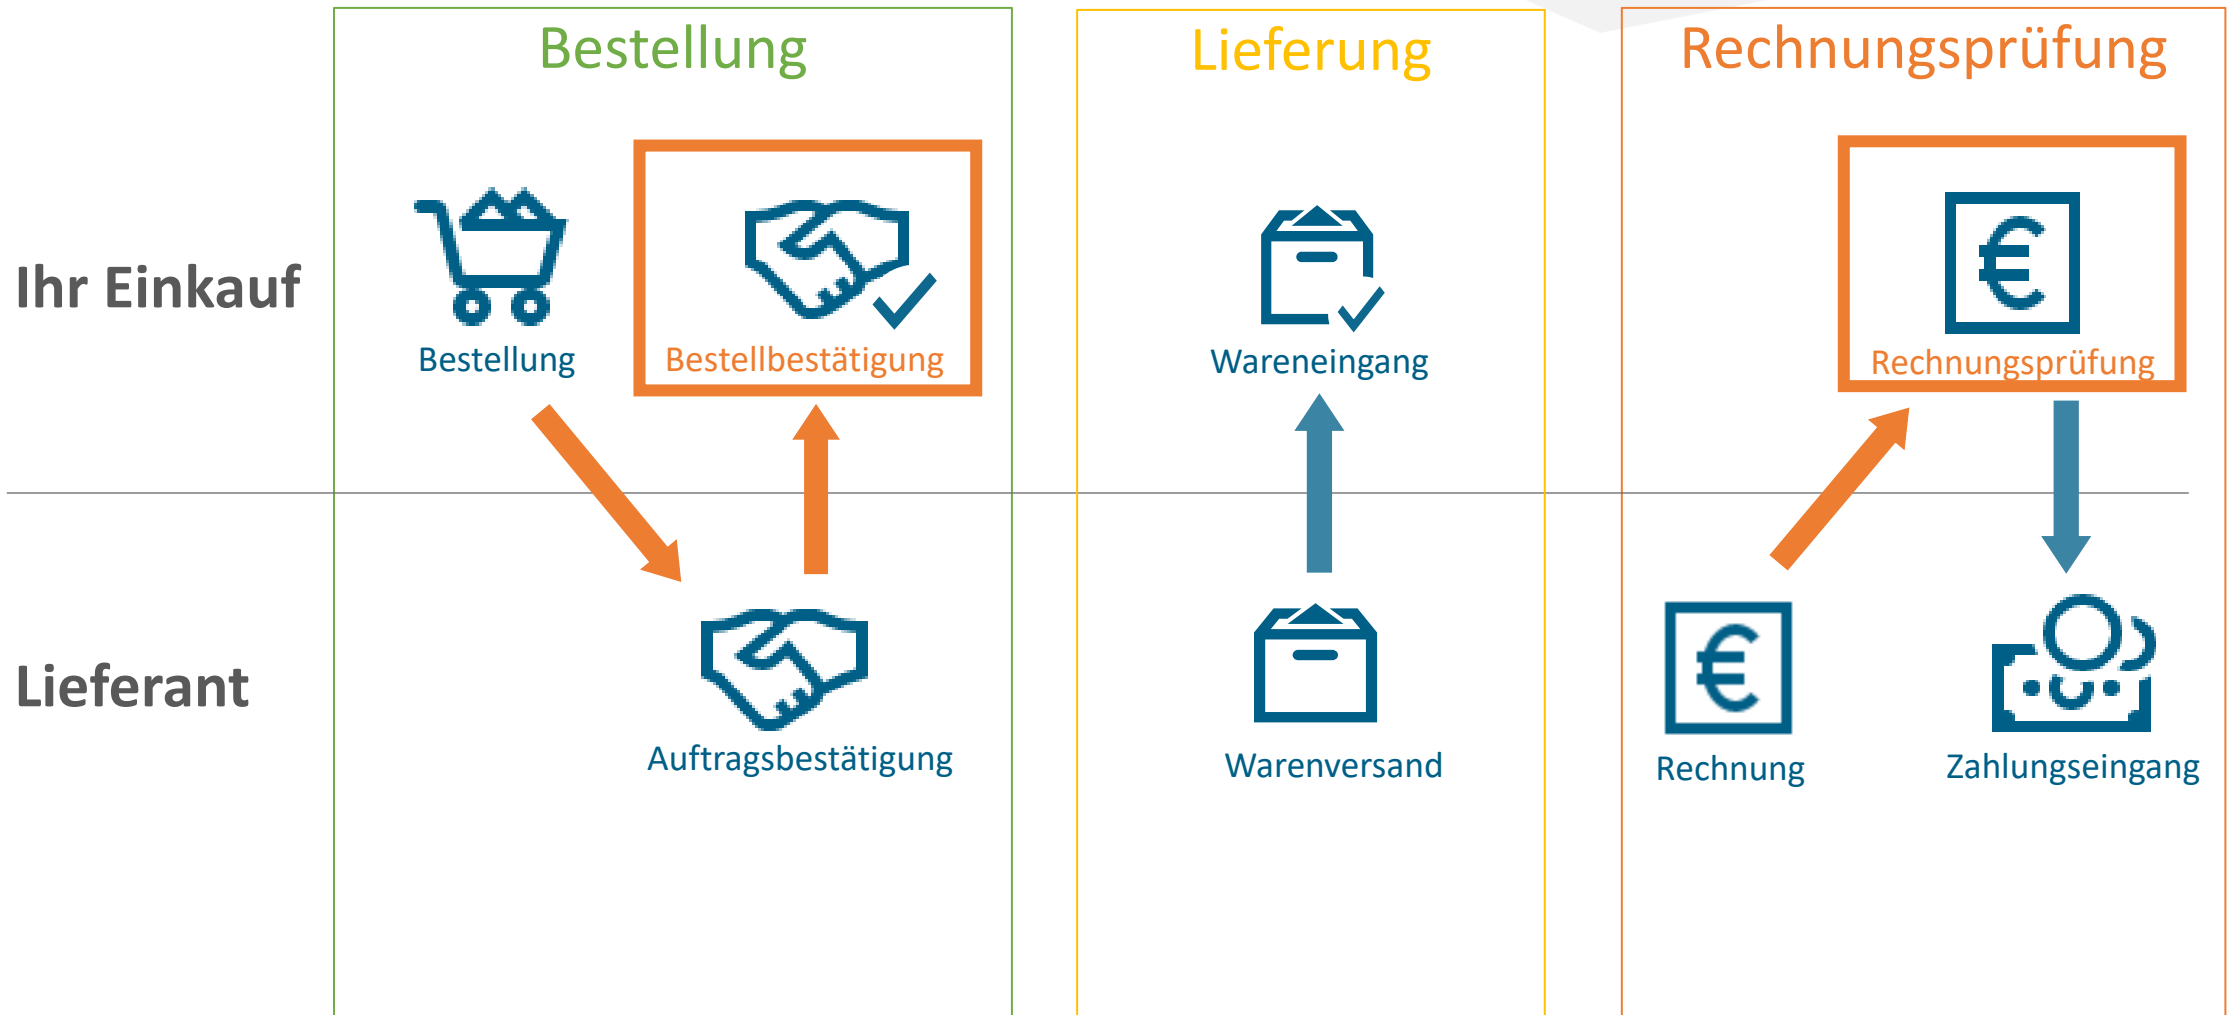 Bestellung
Lieferung
Rechnungsprüfung
Ihr Einkauf
Bestellung
Bestellbestätigung
Wareneingang
€
Rechnungsprüfung
Lieferant
Auftragsbestätigung
Warenversand
€
Rechnung
Zahlungseingang